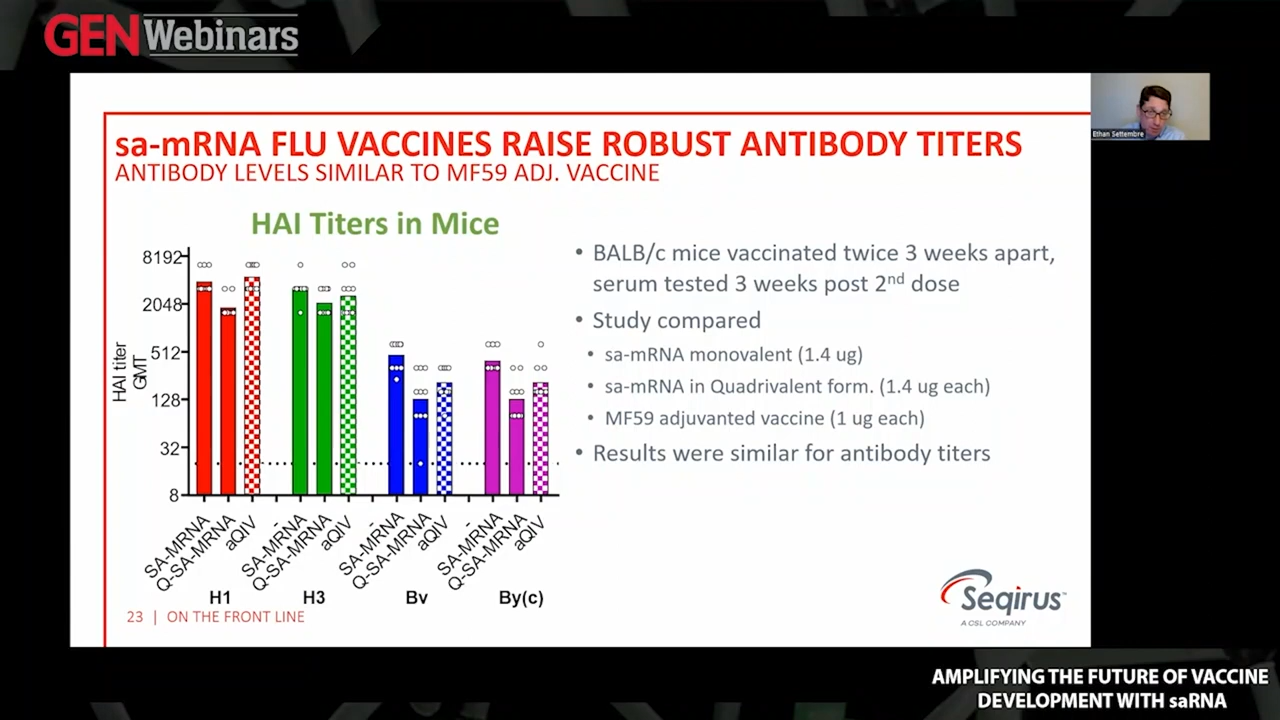 GEN Webinars
Ethan Settembre
sa-mRNA FLU VACCINES RAISE ROBUST ANTIBODY TITERS
ANTIBODY LEVELS SIMILAR TO MF59 ADJ. VACCINE
HAI Titers in Mice
HAI titer
GMT
8192
2048
512
128
32
8
SA-MRNA
Q-SA-MRNA
aQIV
SA-MRNA
Q-SA-MRNA
aQIV
SA-MRNA
Q-SA-MRNA
aQIV
SA-MRNA
Q-SA-MRNA
aQIV
H1
H3
Bv
By(c)
• BALB/c mice vaccinated twice 3 weeks apart,
serum tested 3 weeks post 2nd dose
• Study compared
• sa-mRNA monovalent (1.4 ug)
• sa-mRNA in Quadrivalent form. (1.4 ug each)
• MF59 adjuvanted vaccine (1 ug each)
• Results were similar for antibody titers
23 | ON THE FRONT LINE
Seqirus™
A CSL COMPANY
AMPLIFYING THE FUTURE OF VACCINE
DEVELOPMENT WITH saRNA